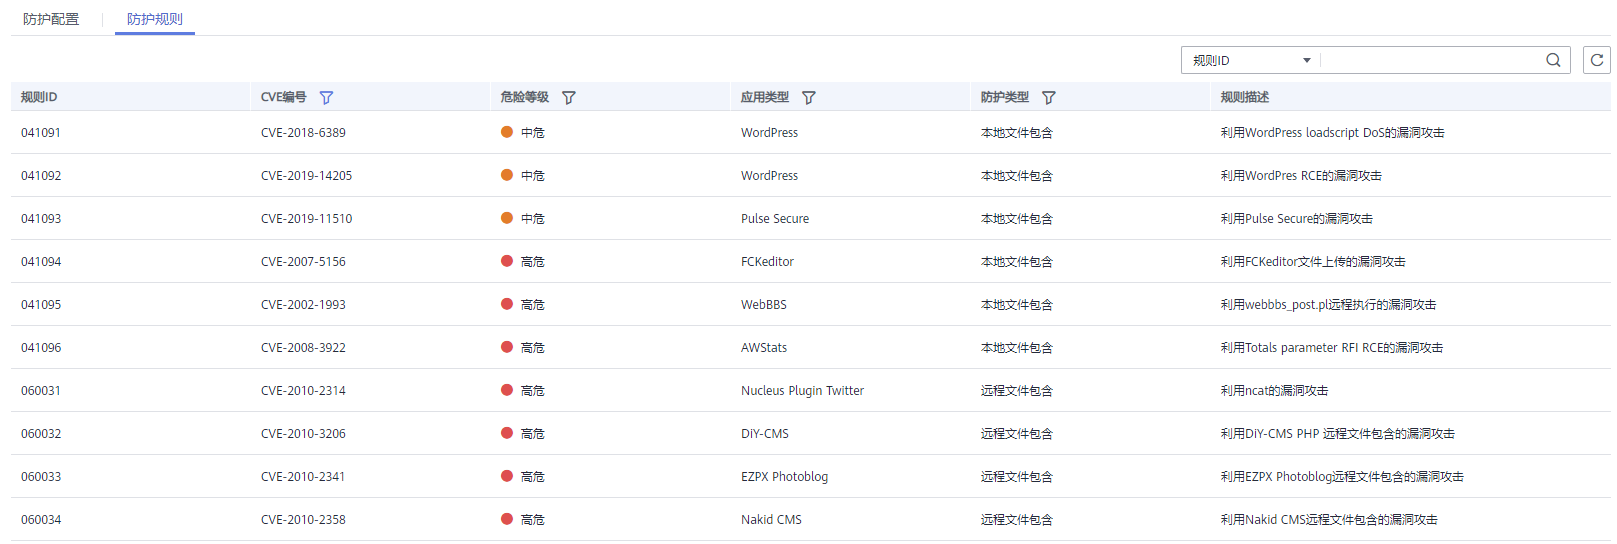 防护配置 防护规则
规则ID
规则ID CVE编号 危险等级 应用类型 防护类型 规则描述
041091 CVE-2018-6389 中危 WordPress 本地文件包含 利用WordPress loadscript DoS的漏洞攻击
041092 CVE-2019-14205 中危 WordPress 本地文件包含 利用WordPres RCE的漏洞攻击
041093 CVE-2019-11510 中危 Pulse Secure 本地文件包含 利用Pulse Secure的漏洞攻击
041094 CVE-2007-5156 高危 FCKeditor 本地文件包含 利用FCKeditor文件上传的漏洞攻击
041095 CVE-2002-1993 高危 WebBBS 本地文件包含 利用webbbs_post.pl远程执行的漏洞攻击
041096 CVE-2008-3922 高危 AWStats 本地文件包含 利用Totals parameter RFI RCE的漏洞攻击
060031 CVE-2010-2314 高危 Nucleus Plugin Twitter 远程文件包含 利用ncat的漏洞攻击
060032 CVE-2010-3206 高危 DiY-CMS 远程文件包含 利用DiY-CMS PHP 远程文件包含的漏洞攻击
060033 CVE-2010-2341 高危 EZPX Photoblog 远程文件包含 利用EZPX Photoblog远程文件包含的漏洞攻击
060034 CVE-2010-2358 高危 Nakid CMS 远程文件包含 利用Nakid CMS远程文件包含的漏洞攻击